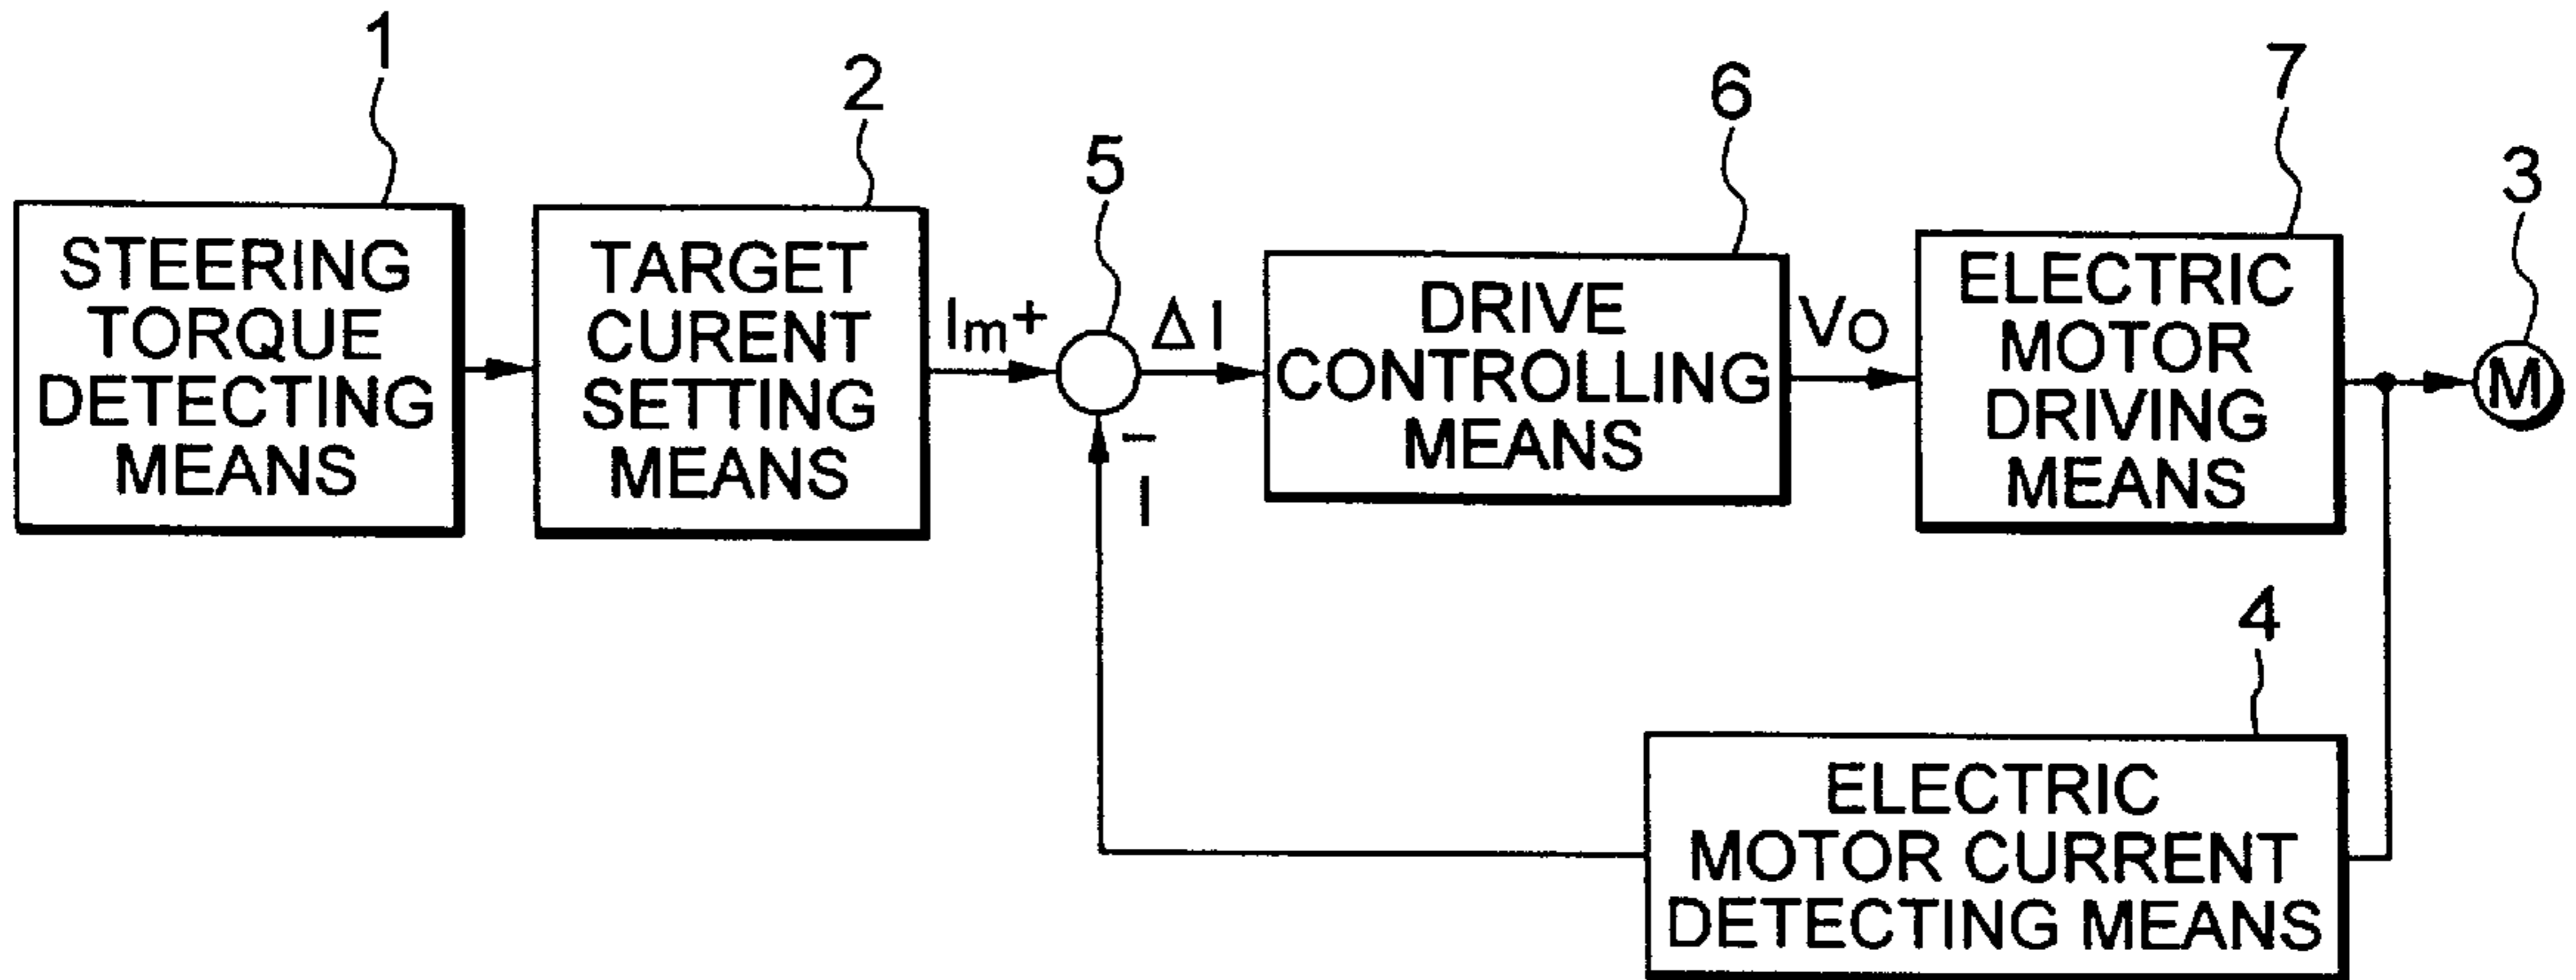 1
STEERING
TORQUE
DETECTING
MEANS
2
TARGET
CURENT
SETTING
MEANS
Im+
5
ΔI
-
I
6
DRIVE
CONTROLLING
MEANS
VO
7
ELECTRIC
MOTOR
DRIVING
MEANS
3
M
4
ELECTRIC
MOTOR CURRENT
DETECTING MEANS